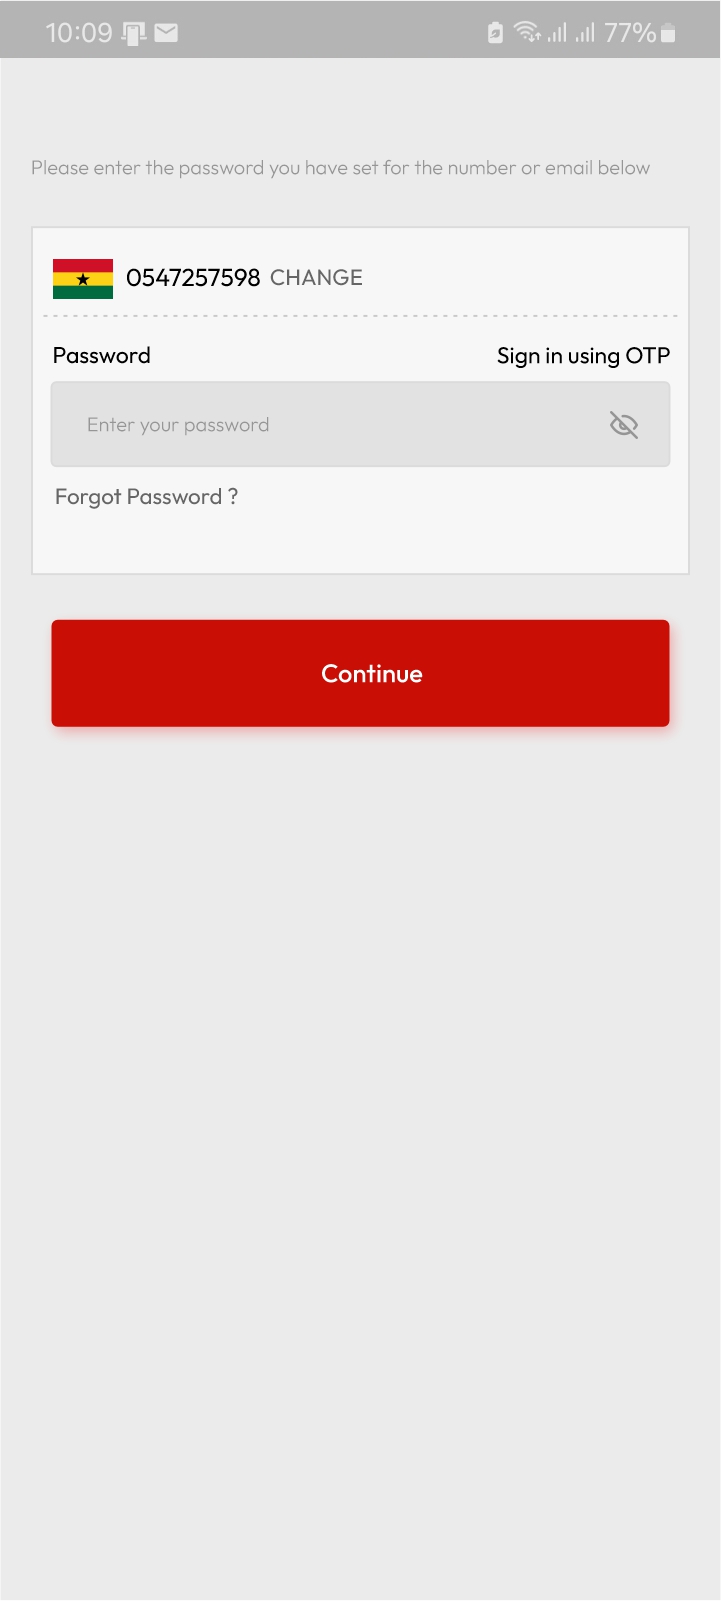 10:09 77%
Please enter the password you have set for the number or email below
0547257598 CHANGE
Password Sign in using OTP
Enter your password
Forgot Password ?
Continue